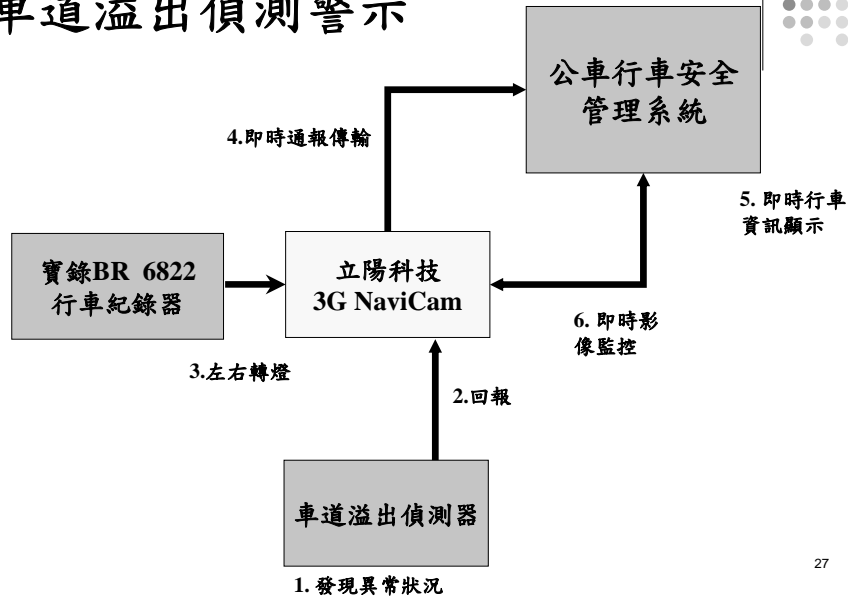 車道溢出偵測警示
公車行車安全
管理系統
4.即時通報傳輸
5. 即時行車
資訊顯示
寶錄BR 6822
行車紀錄器
立陽科技
3G NaviCam
6. 即時影
像監控
3.左右轉燈
2.回報
車道溢出偵測器
1. 發現異常狀況
27